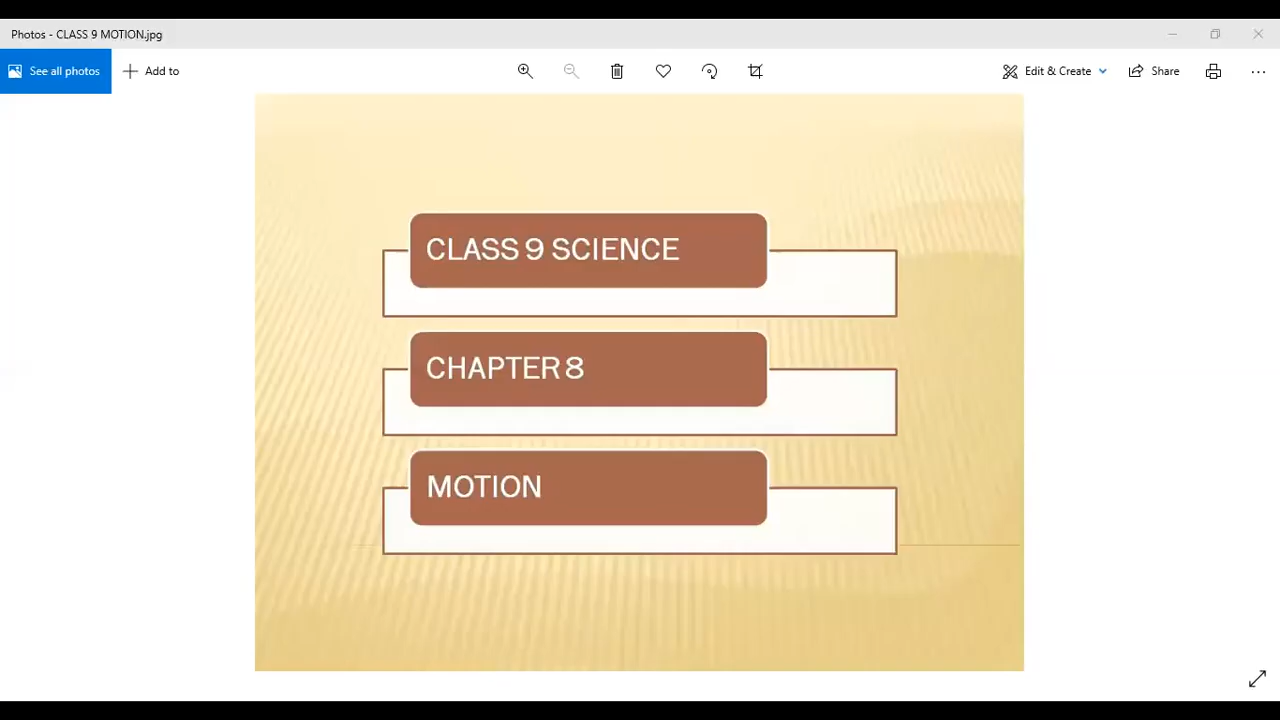 Photos - CLASS 9 MOTION.jpg
See all photos
Add to
Edit & Create
Share
CLASS 9 SCIENCE
CHAPTER 8
MOTION